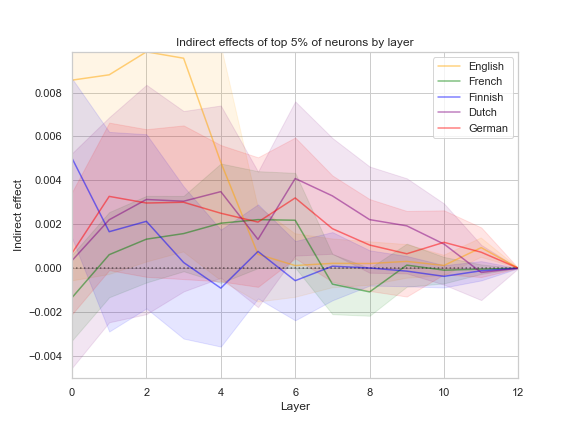 Indirect effects of top 5% of neurons by layer
English
French
Finnish
Dutch
German
Indirect effect
0.008
0.006
0.004
0.002
0.000
−0.002
−0.004
0 2 4 6 8 10 12
Layer